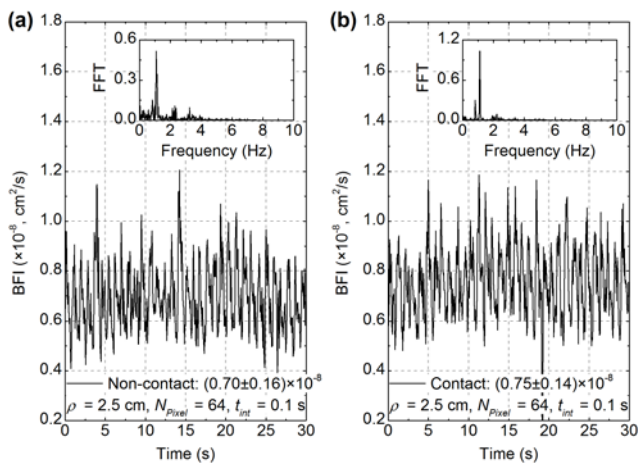 (a)
1.8
1.6
1.4
1.2
1.0
0.8
0.6
0.4
0.2
BFI (×10⁻⁸, cm²/s)
0.6
0.3
0.0
FFT
0 2 4 6 8 10
Frequency (Hz)
Non-contact: (0.70±0.16)×10⁻⁸
ρ = 2.5 cm, N_Pixel = 64, t_int = 0.1 s
0 5 10 15 20 25 30
Time (s)
(b)
1.8
1.6
1.4
1.2
1.0
0.8
0.6
0.4
0.2
BFI (×10⁻⁸, cm²/s)
1.2
0.6
0.0
FFT
0 2 4 6 8 10
Frequency (Hz)
Contact: (0.75±0.14)×10⁻⁸
ρ = 2.5 cm, N_Pixel = 64, t_int = 0.1 s
0 5 10 15 20 25 30
Time (s)